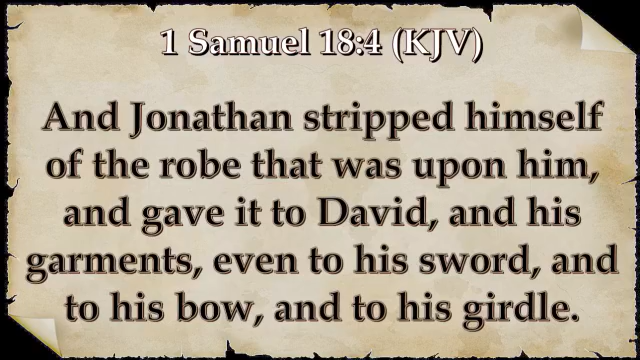 1 Samuel 18:4 (KJV)
And Jonathan stripped himself
of the robe that was upon him,
and gave it to David, and his
garments, even to his sword, and
to his bow, and to his girdle.